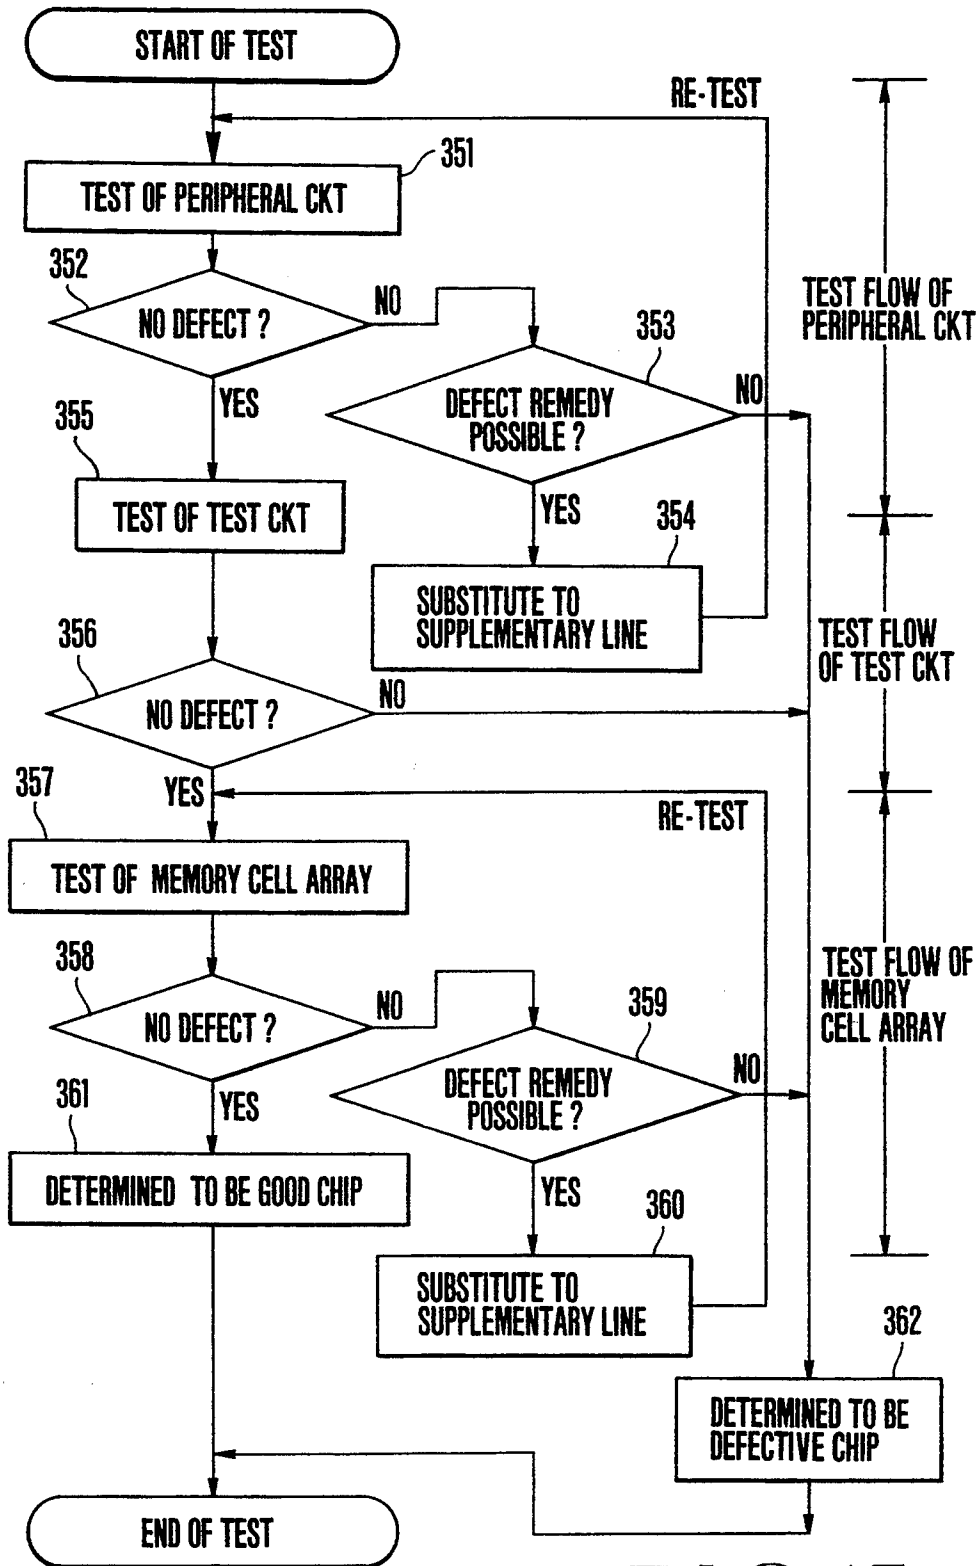 START OF TEST
RE-TEST
351
TEST OF PERIPHERAL CKT
352
NO DEFECT ?
NO
353
TEST FLOW OF
PERIPHERAL CKT
YES
DEFECT REMEDY
POSSIBLE ?
NO
355
TEST OF TEST CKT
YES
354
SUBSTITUTE TO
SUPPLEMENTARY LINE
TEST FLOW
OF TEST CKT
356
NO DEFECT ?
NO
YES
357
RE-TEST
TEST OF MEMORY CELL ARRAY
358
NO DEFECT ?
NO
359
TEST FLOW OF
MEMORY
CELL ARRAY
DEFECT REMEDY
POSSIBLE ?
NO
361
YES
DETERMINED TO BE GOOD CHIP
YES
360
SUBSTITUTE TO
SUPPLEMENTARY LINE
362
DETERMINED TO BE
DEFECTIVE CHIP
END OF TEST